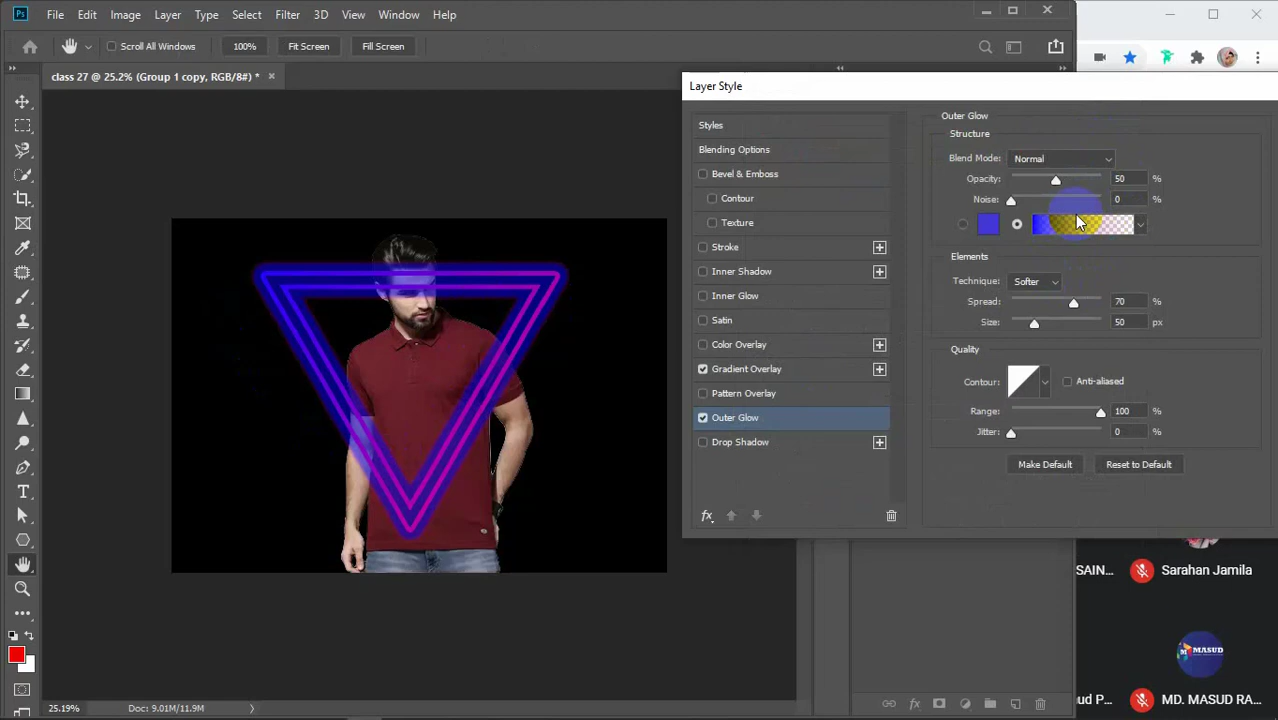 Ps File Edit Image Layer Type Select Filter 3D View Window Help
Scroll All Windows 100% Fit Screen Fill Screen
class 27 @ 25.2% (Group 1 copy, RGB/8#) *
Layer Style
Styles
Blending Options
Bevel & Emboss
Contour
Texture
Stroke
Inner Shadow
Inner Glow
Satin
Color Overlay
Gradient Overlay
Pattern Overlay
Outer Glow
Drop Shadow
fx
Outer Glow
Structure
Blend Mode: Normal
Opacity: 50 %
Noise: 0 %
Elements
Technique: Softer
Spread: 70 %
Size: 50 px
Quality
Contour: Anti-aliased
Range: 100 %
Jitter: 0 %
Make Default Reset to Default
SAIN... Sarahan Jamila
MASUD
ud P... MD. MASUD RA...
fx
25.19% Doc: 9.01M/11.9M